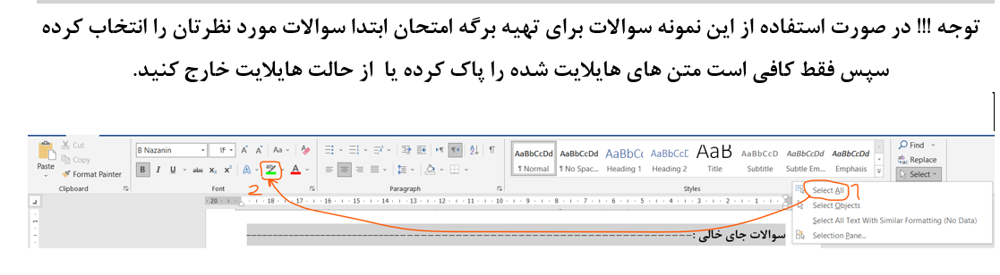 توجه !!! در صورت استفاده از این نمونه سوالات برای تهیه برگه امتحان ابتدا سوالات مورد نظرتان را انتخاب کرده
سپس فقط کافی است متن های هایلایت شده را پاک کرده یا از حالت هایلایت خارج کنید.
Cut
Copy
Paste
Format Painter
Clipboard
B Nazanin
۱۴
A A Aa A
B I U abc X₂ X² A aby A
Font
Paragraph
AaBbCcDd AaBbCcDd AaBbCc AaBbCcC AaB AaBbCcD AaBbCcDd AaBbCcDd
¶ Normal ¶ No Spac... Heading 1 Heading 2 Title Subtitle Subtle Em... Emphasis
Styles
Find
Replace
Select
2
Select All 1
Select Objects
Select All Text With Similar Formatting (No Data)
Selection Pane...
20 18 17 16 15 14 13 12 11 10 9 8 7 6 5 4 3 2 1
1
سوالات جای خالی :